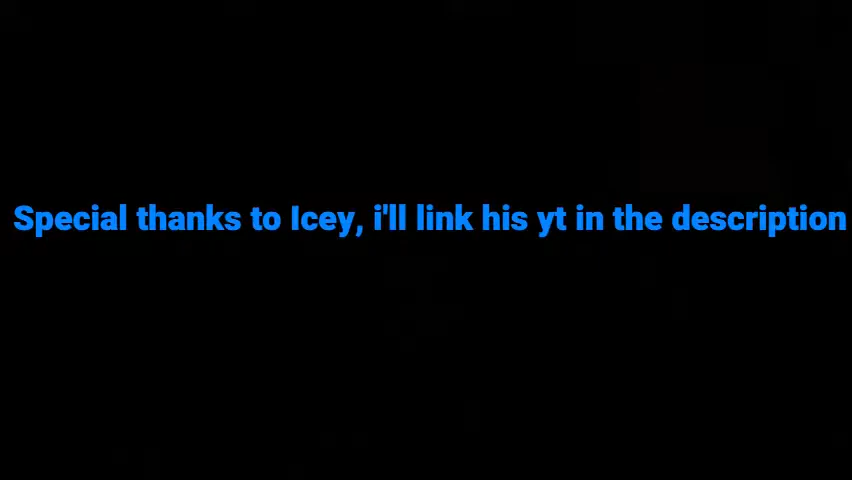 Special thanks to Icey, i'll link his yt in the description